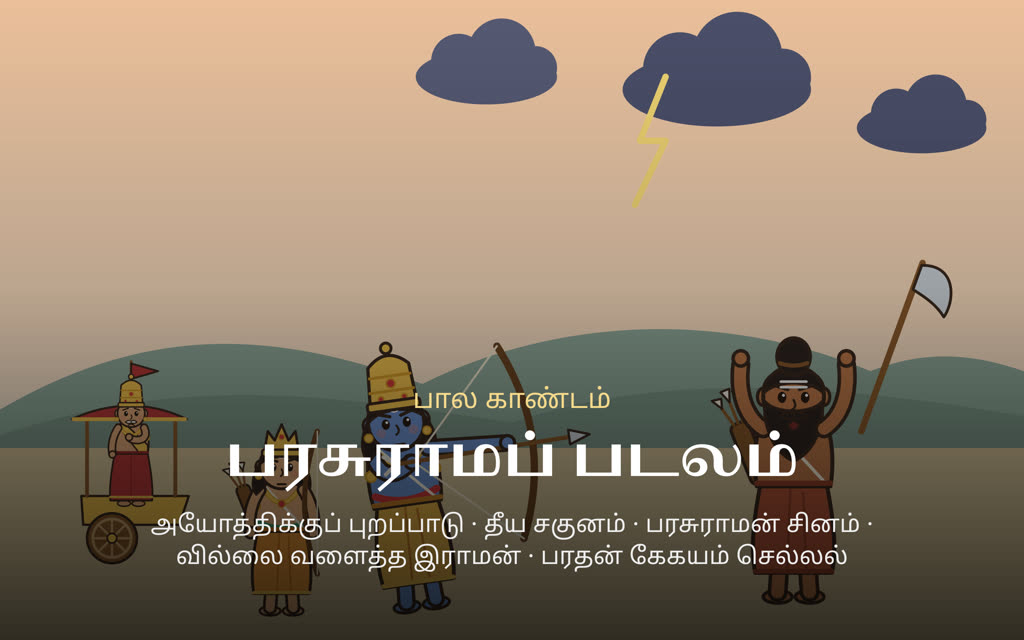 பால காண்டம்
பரசுராமப் படலம்
அயோத்திக்குப் புறப்பாடு · தீய சகுனம் · பரசுராமன் சினம் ·
வில்லை வளைத்த இராமன் · பரதன் கேகயம் செல்லல்